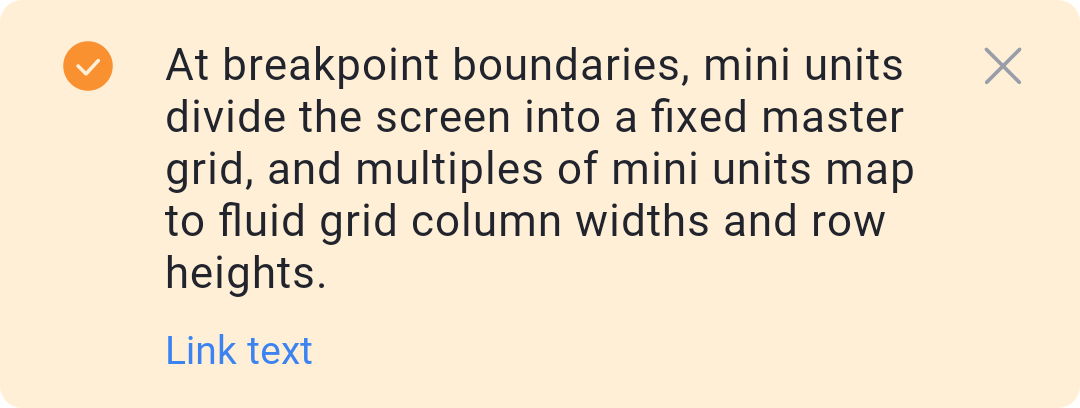 At breakpoint boundaries, mini units
divide the screen into a fixed master
grid, and multiples of mini units map
to fluid grid column widths and row
heights.
Link text